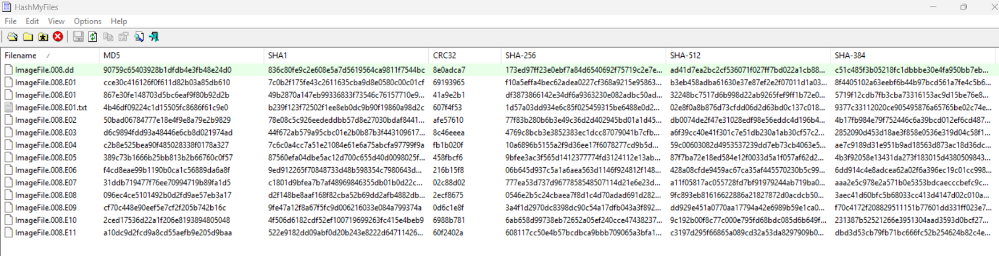 HashMyFiles
File Edit View Options Help
Filename MD5 SHA1 CRC32 SHA-256 SHA-512 SHA-384
ImageFile.008.dd 90759c65403928b1dfdb4e3fb48e24d0 836c80fe9c2e608e5a7d5619564ca9811f7544bc 8e0adca7 173ed97ff23e0ebf7a84d6540692f75719c2e7e... ad41d7ea2bc2cf536071f027ff7bd022a1cb88... c51c485f3b05218fc1dbbbe30e4fa950bb7eb...
ImageFile.008.E01 cce30c416126f0f611d82b03a85db610 7c0b2f175fe43c2611635cba9d8e0580c00c01cf 69193965 f10a5effa4bec62adea0227cf368a9215e95863... b3eb458adba61630e37e87ef2e2f07011d1a03... 8f4405102a63eebf6b44b97bcd561a7fe4c5b6...
ImageFile.008.E01 867e30fe148703d5bc6eaf9f80b92d2b 49b2870a147eb99336833f73546c76157710e9... 41a9e2b1 df3873866142e34df6a9363230e082adbc50ad... 32248bc7517d6b998d22ab9265fef9ff1b72e0... 5719f12cdb7fb3cba73316153ac9d15be76e8...
ImageFile.008.E01.txt 4b46df09224c1d15505fc8686f61c9e0 b239f123f72502f1ee8eb0dc9b90f19860a98d2c 607f4f53 1d57a03dd934e6c85f025459315be6488e0d2... 02e8f0a8b876d73cfdd06d2d63bd0c137c018... 9377c33112020ce905495876a65765be02c74e...
ImageFile.008.E02 50bad06784777e18e4f9e8a79e2b9829 78e08c5c926eededdbb57d8e27030bdaf8441... afe57610 77f83b280b6b3e49c36d2d402945bd01a1d45... db0074de2f47e31028edf98e56eddc4d196b4... 4b17fb984e79f752446c6a39bcd012ef6cd487...
ImageFile.008.E03 d6c9894fdd93a48446e6cb8d021974ad 44f672ab579a95cbc01e2b0b87b3f443109617... 8c46eeea 4769c8bcb3e3852383ec1dcc87079041b7cfb... a6f39cc40e41f301c7e51db230a1ab30cf57c2... 2852090d453d18ae3f858e0536e319d04c58f1...
ImageFile.008.E04 c2b8e525bea90f485028338f0178a327 7c6c0a4cc7a51e21084e61e6a75abcfa97799f9a fb1b020f 10a6896b5155a2f9d36ee17f6078277cd9b5d... 59c00603082d4953537239dd7eb73cb4063e5... ae7c9189d31e951b9ad18563d873ac18d36dc...
ImageFile.008.E05 389c73b1666b25bb813b2b66760c0f57 87560efa04dbe5ac12d700c655d40d0098025f... 458fbcf6 9bfee3ac3f565d1412377774fd3124112e13ab... 87f7ba72e18ed584e12f0033d5a1f057af62d2... 4b3f92058e13431da273f183015d4380509843...
ImageFile.008.E06 f4cd8eae99b1190b0ca1c56889da6a8f 9ed912265f70848733d48b598354c7980643d... 216b15f8 06b645d937c5a1a6aea563d1146f924812f148... 428a08cfde9459ac67ca35af445570230b5c99... 6dd914c4e8adcea62a02f6a396ec19c01cc998...
ImageFile.008.E07 31ddb719477f76ee70994719b89fa1d5 c1801d9bfea7b7af48969846355db01b0d22c... 02c88d02 777ea53d737d9677858548507114d21e6e23d... a11f05817ac055728fd7bf91979244ab719ba0... aaa2e5c978e2a571b0e5353bdcaecccbefc9c...
ImageFile.008.E08 096ec4ce5101492b0d2fd9ae57eb3a17 d2f148be8aaf168f82cba52b69dd2afb4882db... 2ecf8675 0546e2b5c24cbaea7f8d1c4d70adad691d282... 9fc893eb81616622886a21827872d0acdcb50... 3aec41d60bfc5b68033cc413d4147d02c010a...
ImageFile.008.E09 cf70c448e90eef5e7cf2f205b742b16c 9fe47a12f8a67f5fc9d006216033e084a799374a 0d6c1e8f 3a4f1d2970dc8398dc90c54a17dfb043a3f892... dd929e451a0770aa17794a42e6989b59e1ca0... f70c4172f208829511151b77601dd331ff023e7...
ImageFile.008.E10 2ced17536d22a1f206e8193894805048 4f506d6182cdf52ef100719699263fc415e4beb9 6988b781 6ab658d99738eb72652a05ef240cce47438237... 9c192b00f8c77c000e795fd68bdc085d6b649f... 231387b52521266e3951304aad3593d0bcf27...
ImageFile.008.E11 a10dc9d2fcd9a8cd55aefb9e205d9baa 522e9182dd09abf0d20b243e8222d64711426... 60f2402a 608117cc50e4b57bcdbca9bbb709065a3bfa1... c3197d295f66865a089cd32a53da8297909b0... dbd3d53cb79fb71bc666fc52b254624b82c4e...